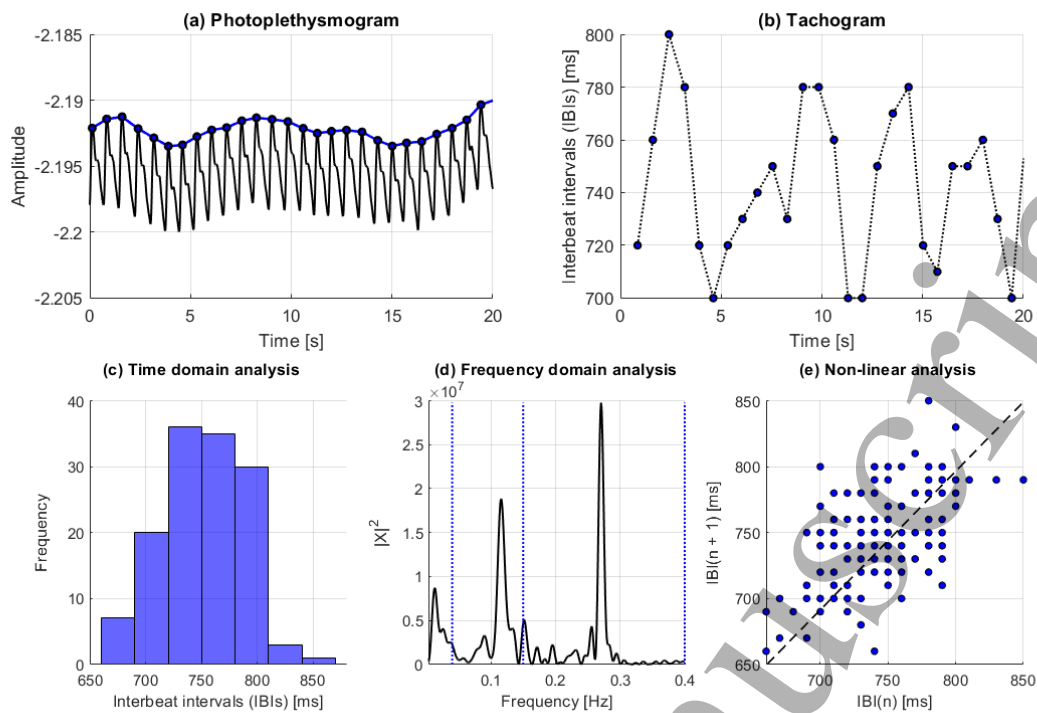 (a) Photoplethysmogram
-2.185
-2.19
-2.195
-2.2
-2.205
Amplitude
0 5 10 15 20
Time [s]
(b) Tachogram
800
780
760
740
720
700
Interbeat intervals (IBIs) [ms]
0 5 10 15 20
Time [s]
(c) Time domain analysis
40
30
20
10
0
Frequency
650 700 750 800 850
Interbeat intervals (IBIs) [ms]
(d) Frequency domain analysis
×10^7
3
2.5
2
1.5
1
0.5
0
|X|^2
0.1 0.2 0.3 0.4
Frequency [Hz]
(e) Non-linear analysis
850
800
750
700
650
IBI(n + 1) [ms]
700 750 800 850
IBI(n) [ms]